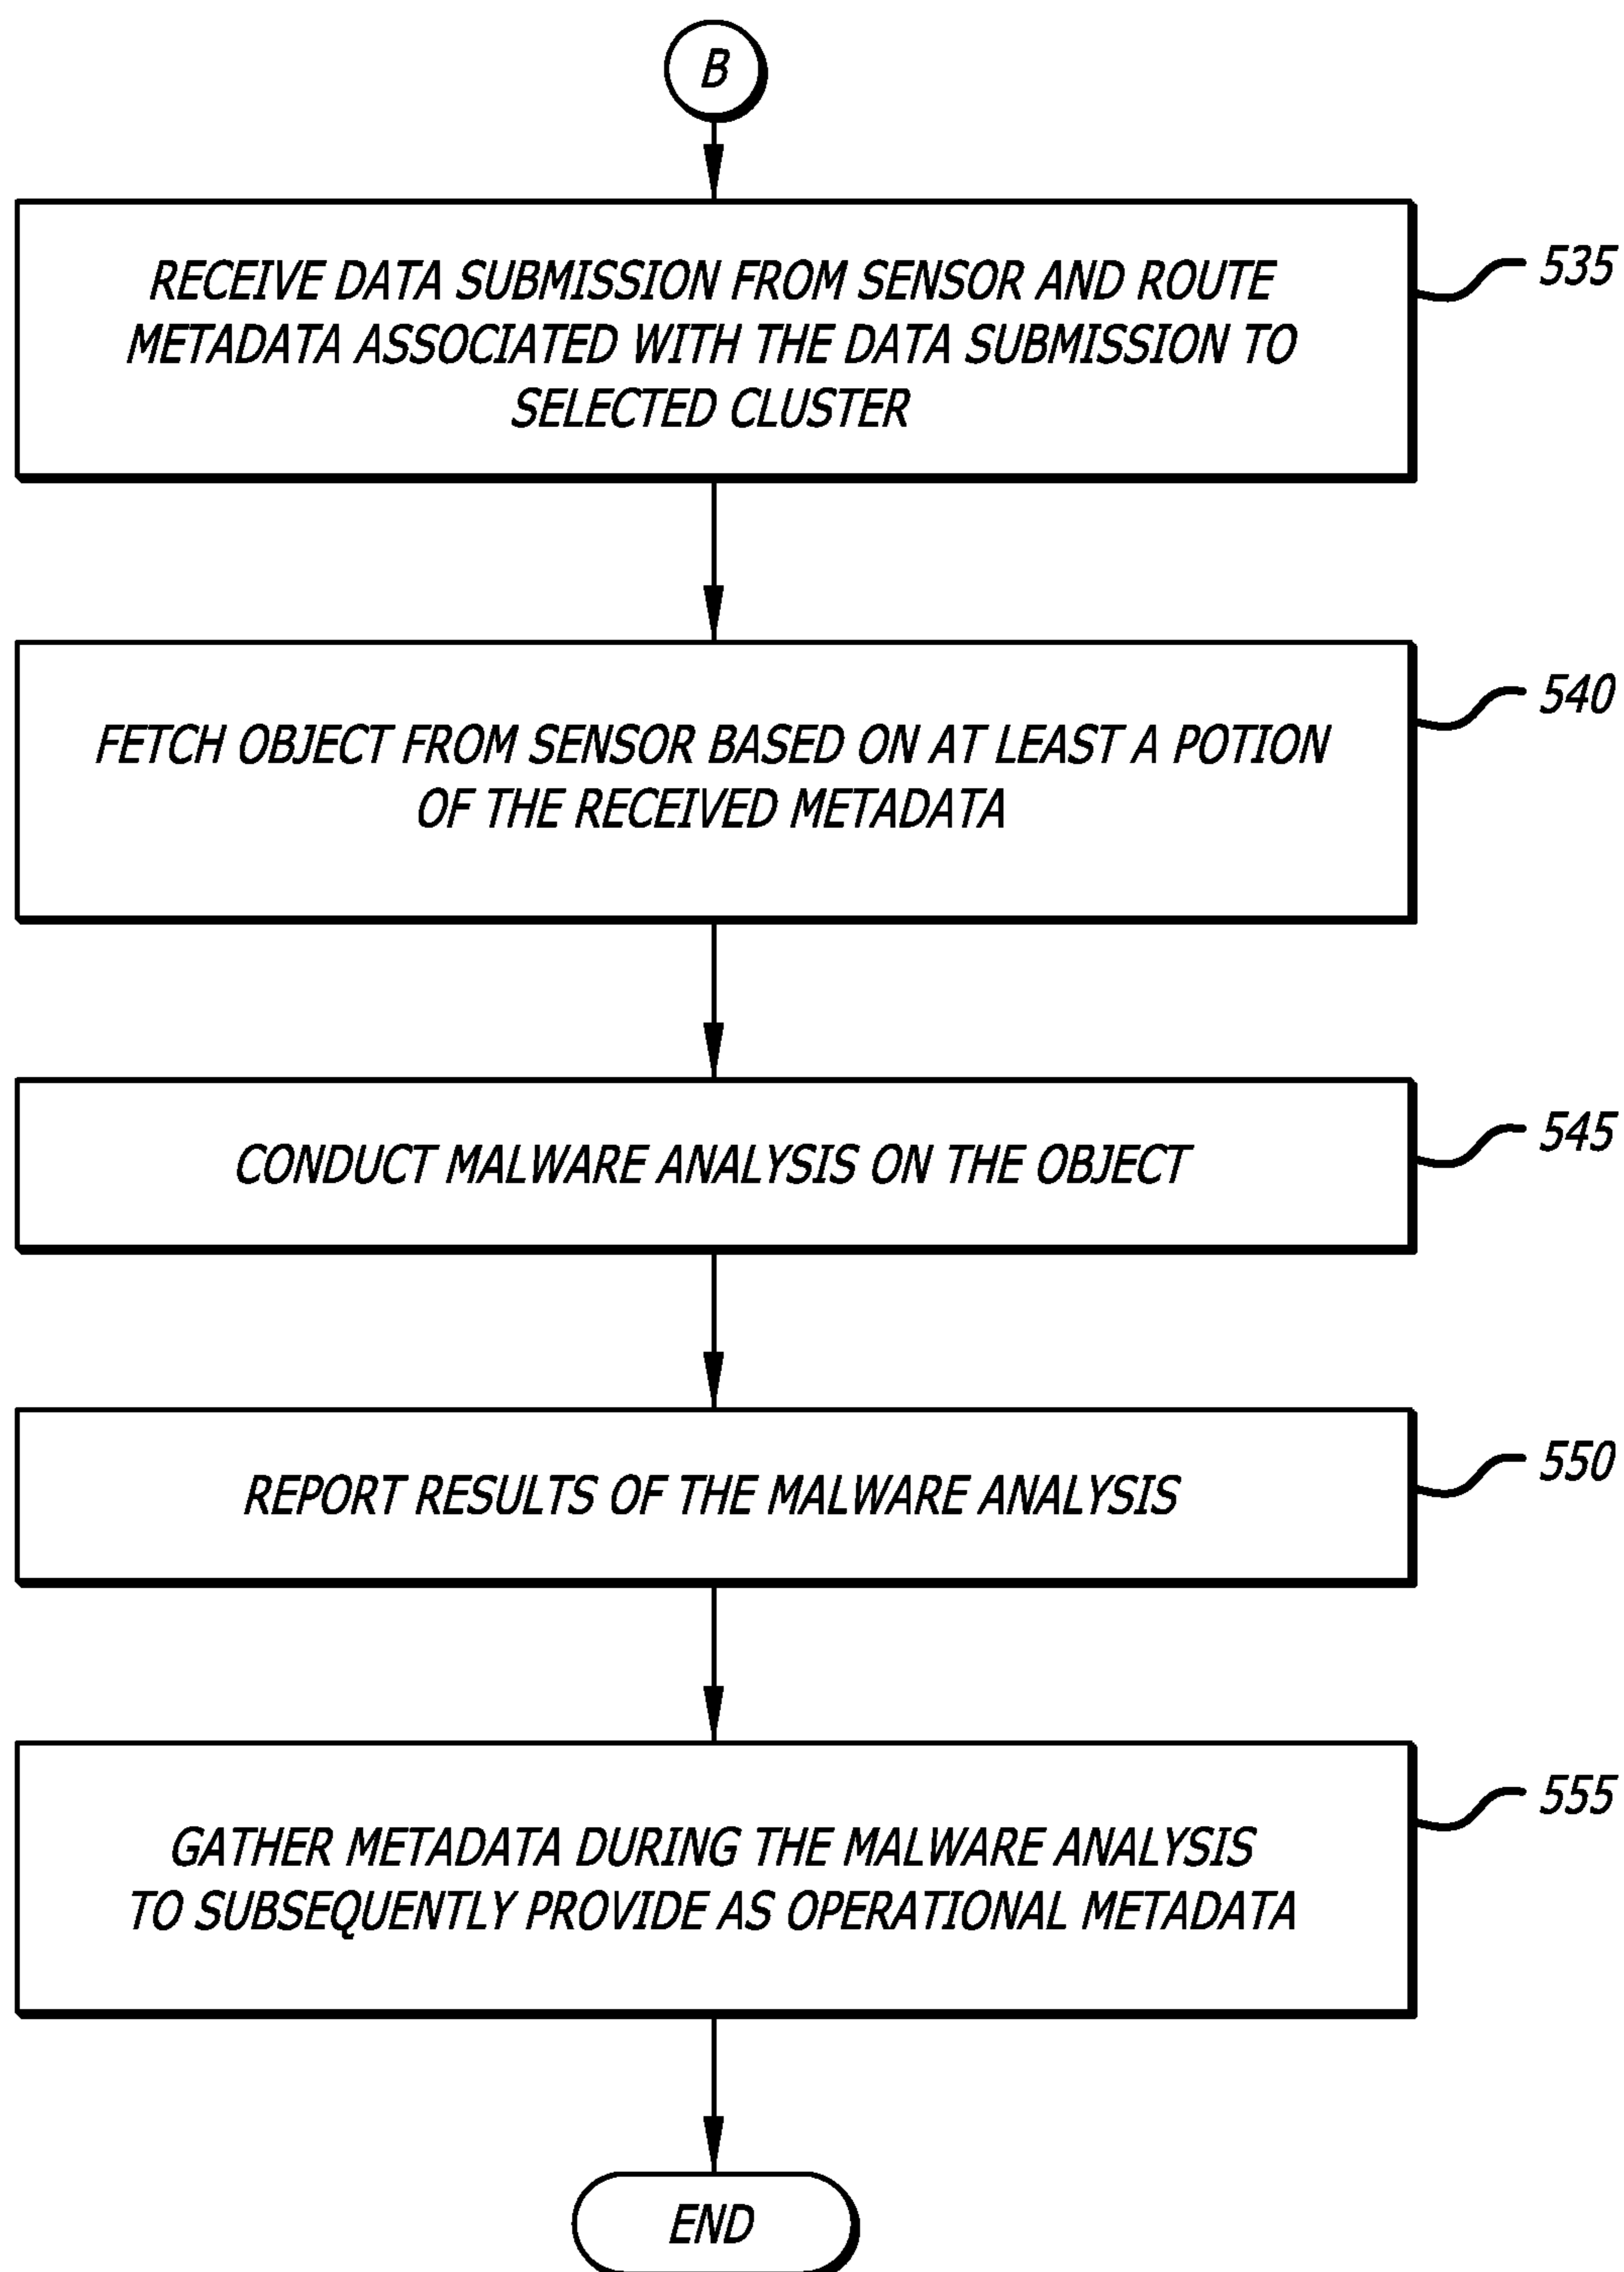 B
RECEIVE DATA SUBMISSION FROM SENSOR AND ROUTE
METADATA ASSOCIATED WITH THE DATA SUBMISSION TO
SELECTED CLUSTER
535
FETCH OBJECT FROM SENSOR BASED ON AT LEAST A POTION
OF THE RECEIVED METADATA
540
CONDUCT MALWARE ANALYSIS ON THE OBJECT
545
REPORT RESULTS OF THE MALWARE ANALYSIS
550
GATHER METADATA DURING THE MALWARE ANALYSIS
TO SUBSEQUENTLY PROVIDE AS OPERATIONAL METADATA
555
END